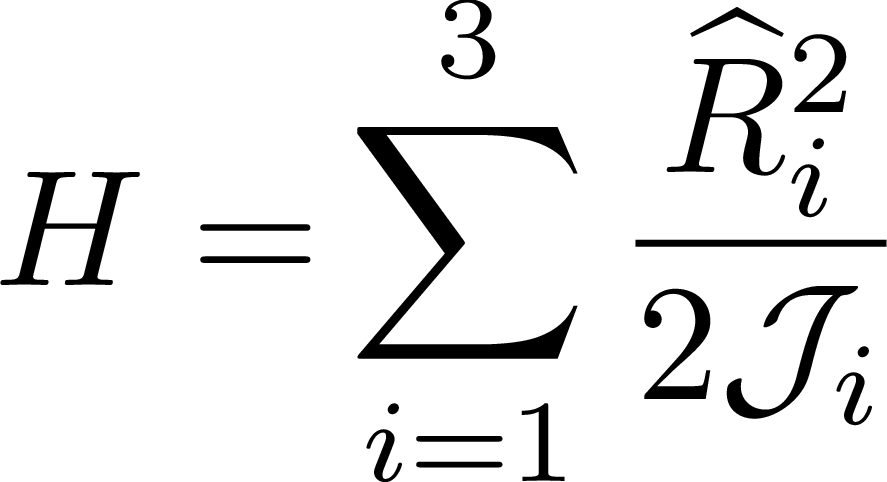 $H = \sum_{i=1}^{3} \frac{\widehat{R}_i^2}{2\mathcal{J}_i}$